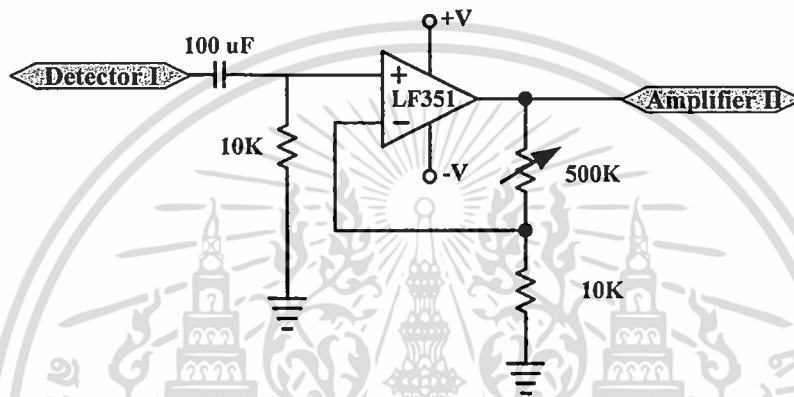 +V
100 uF
Detector I
+
LF351
Amplifier II
−
10K
500K
-V
10K